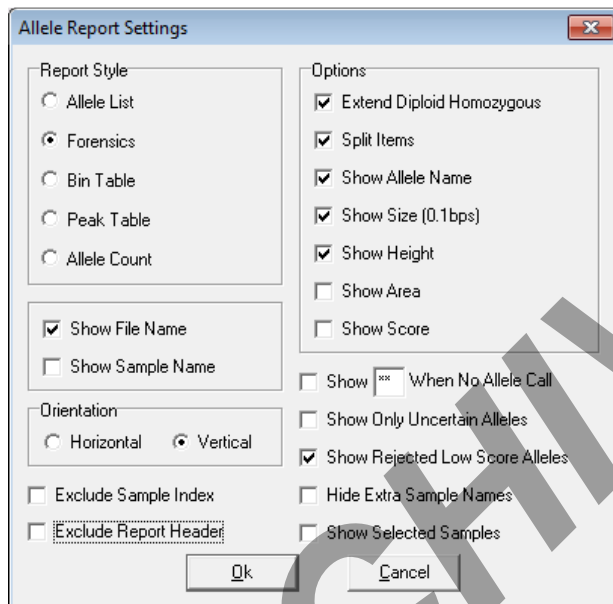 Allele Report Settings
Report Style
Allele List
Forensics
Bin Table
Peak Table
Allele Count
Show File Name
Show Sample Name
Orientation
Horizontal Vertical
Exclude Sample Index
Exclude Report Header
Options
Extend Diploid Homozygous
Split Items
Show Allele Name
Show Size (0.1bps)
Show Height
Show Area
Show Score
Show ** When No Allele Call
Show Only Uncertain Alleles
Show Rejected Low Score Alleles
Hide Extra Sample Names
Show Selected Samples
Ok Cancel